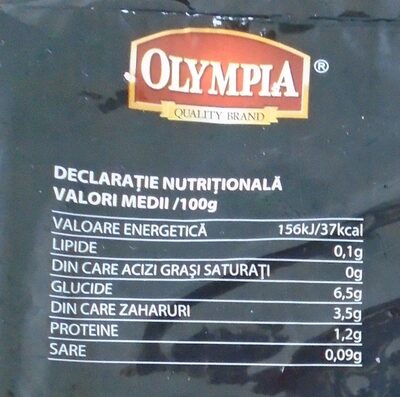 OLYMPIA ®
QUALITY BRAND
DECLARAȚIE NUTRIȚIONALĂ
VALORI MEDII /100g
VALOARE ENERGETICĂ 156kJ/37kcal
LIPIDE 0,1g
DIN CARE ACIZI GRAȘI SATURAȚI 0g
GLUCIDE 6,5g
DIN CARE ZAHARURI 3,5g
PROTEINE 1,2g
SARE 0,09g